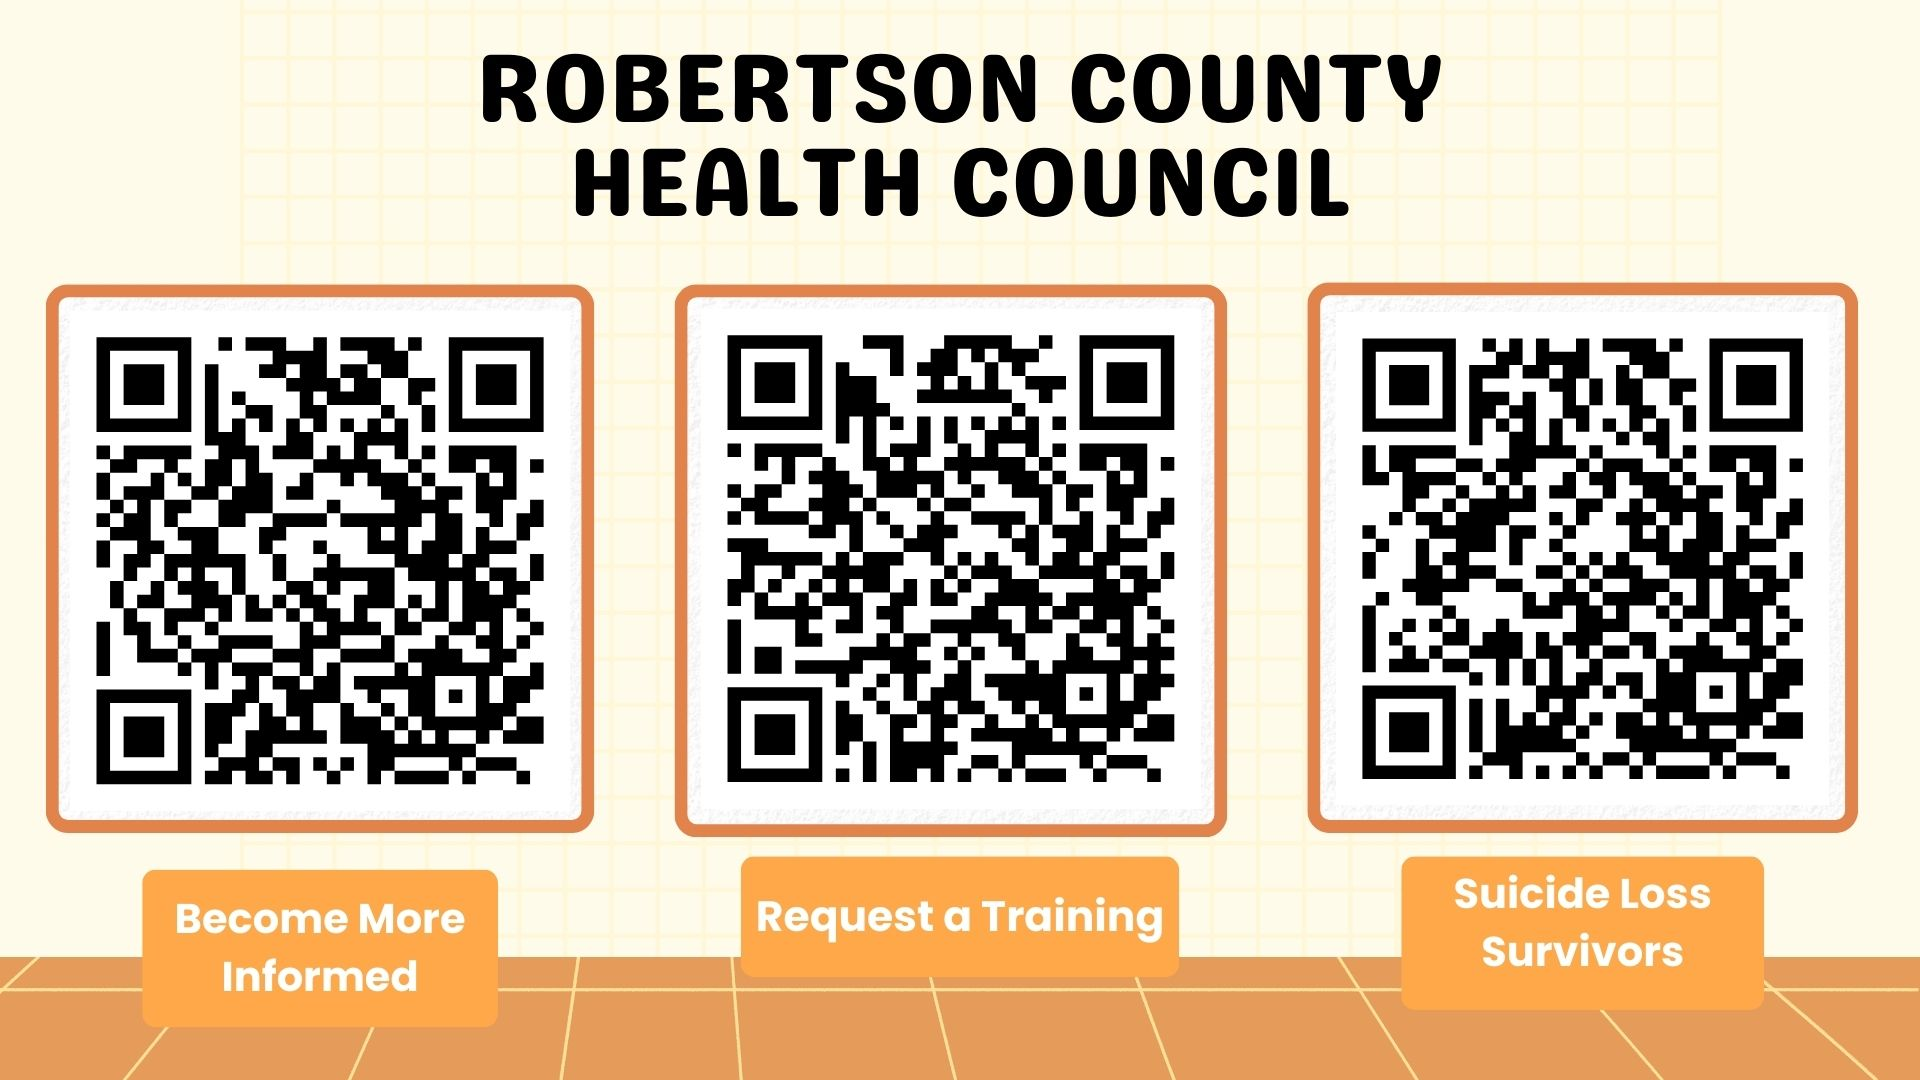 ROBERTSON COUNTY
HEALTH COUNCIL
Become More
Informed
Request a Training
Suicide Loss
Survivors